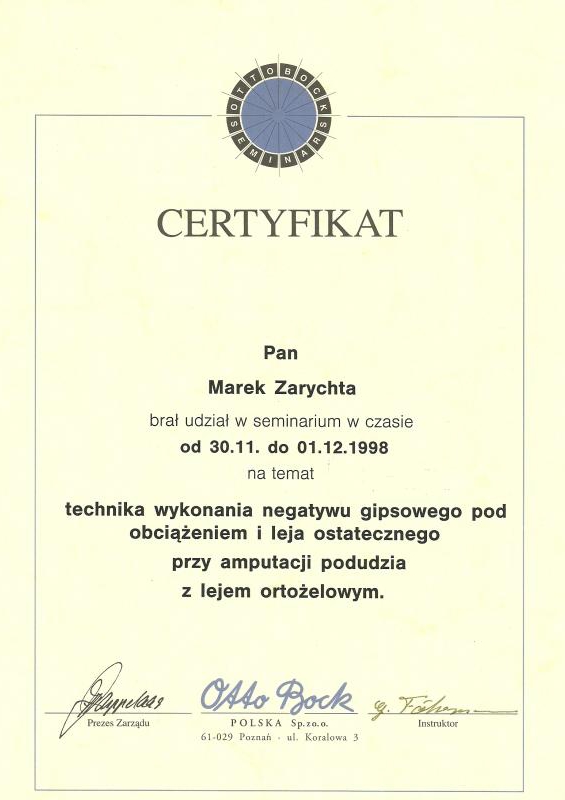 OTTO BOCK SEMINARS
CERTYFIKAT
Pan
Marek Zarychta
brał udział w seminarium w czasie
od 30.11. do 01.12.1998
na temat
technika wykonania negatywu gipsowego pod
obciążeniem i leja ostatecznego
przy amputacji podudzia
z lejem ortożelowym.
Otto Bock
Prezes Zarządu
POLSKA Sp.zo.o.
Instruktor
61-029 Poznań - ul. Koralowa 3